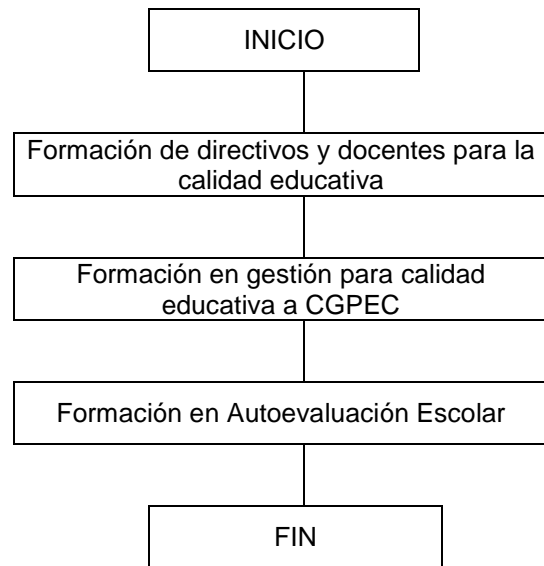 INICIO
Formación de directivos y docentes para la
calidad educativa
Formación en gestión para calidad
educativa a CGPEC
Formación en Autoevaluación Escolar
FIN